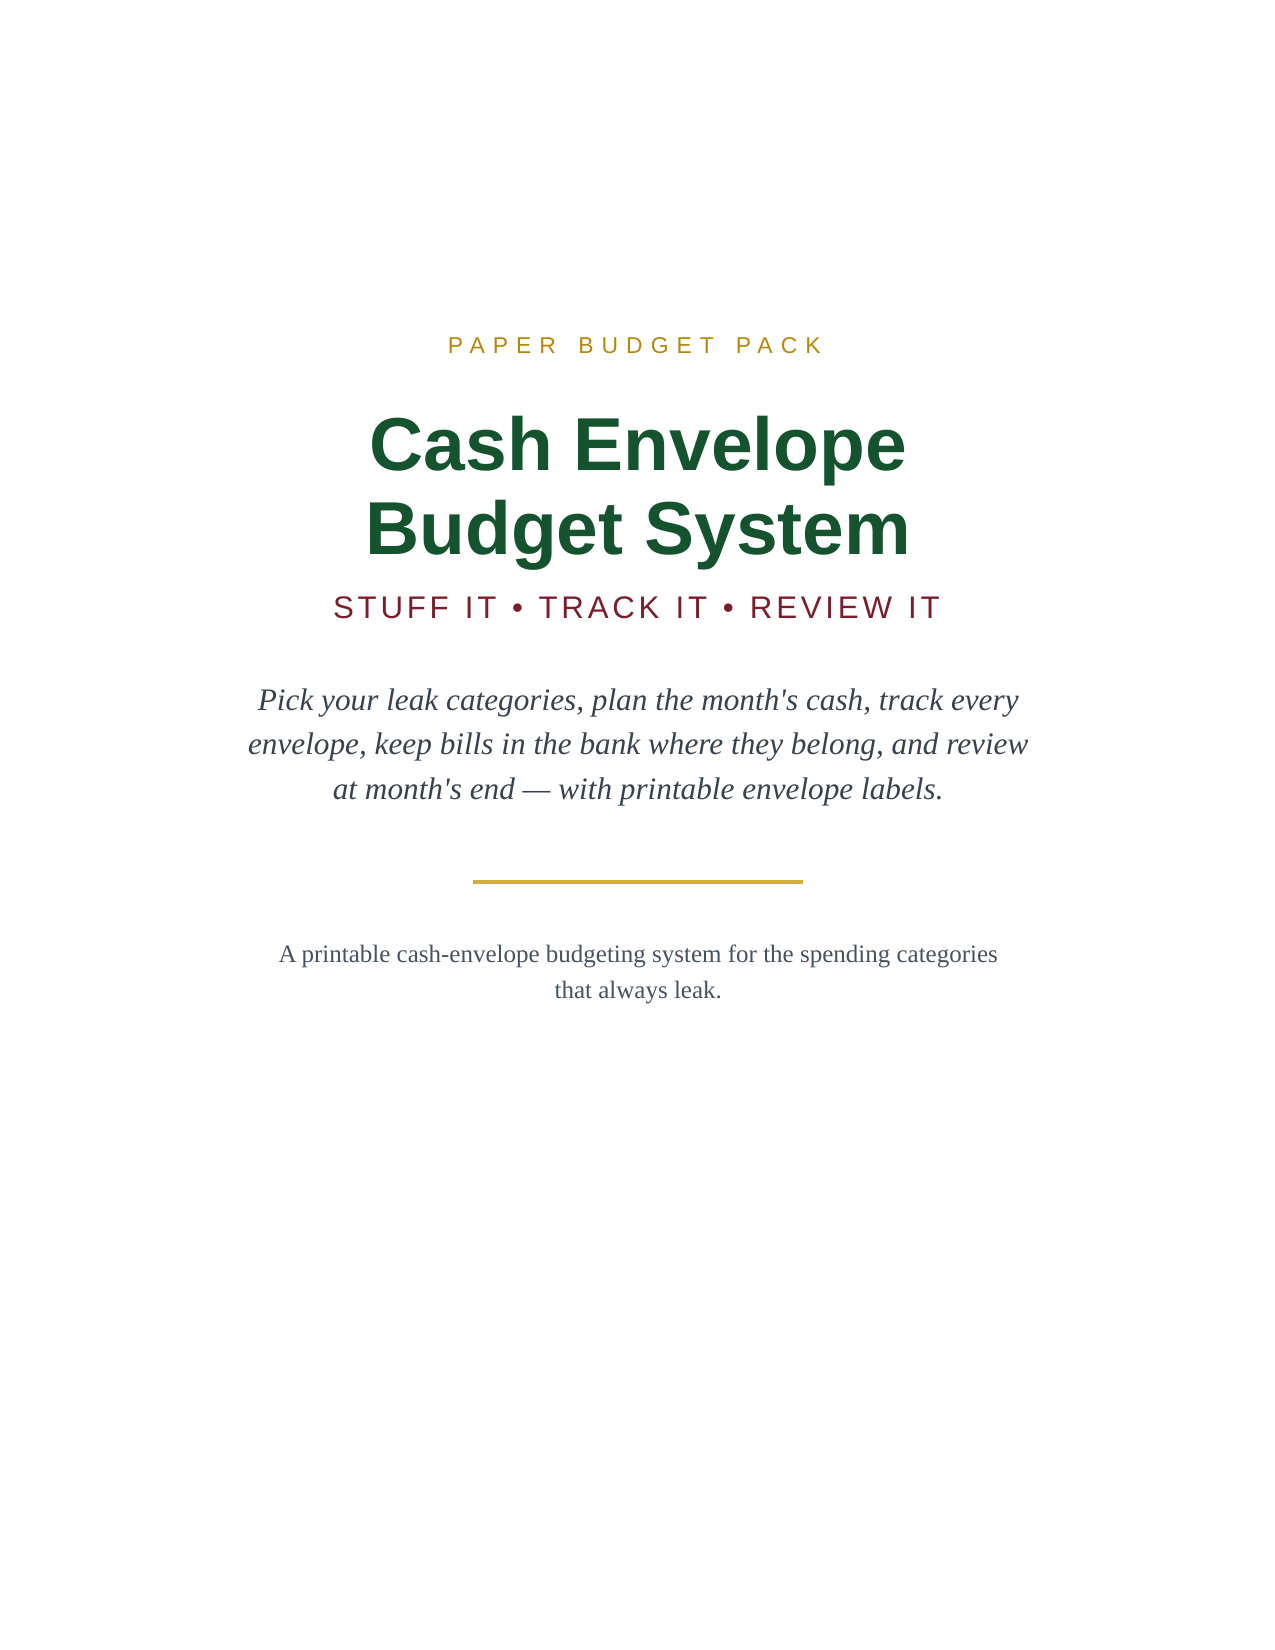 PAPER BUDGET PACK
Cash Envelope
Budget System
STUFF IT • TRACK IT • REVIEW IT
Pick your leak categories, plan the month's cash, track every
envelope, keep bills in the bank where they belong, and review
at month's end — with printable envelope labels.
A printable cash-envelope budgeting system for the spending categories
that always leak.